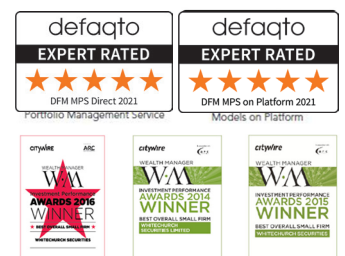 defaqto
EXPERT RATED
DFM MPS Direct 2021
Portfolio Management Service
defaqto
EXPERT RATED
DFM MPS on Platform 2021
Models on Platform
citywire ARC
WEALTH MANAGER
WM
Investment Performance
AWARDS 2016
WINNER
BEST OVERALL SMALL FIRM
WHITECHURCH SECURITIES
citywire
WEALTH MANAGER
WM
INVESTMENT PERFORMANCE
AWARDS 2014
WINNER
BEST OVERALL SMALL FIRM
WHITECHURCH
SECURITIES LIMITED
citywire
WEALTH MANAGER
WM
INVESTMENT PERFORMANCE
AWARDS 2015
WINNER
BEST OVERALL SMALL FIRM
WHITECHURCH SECURITIES